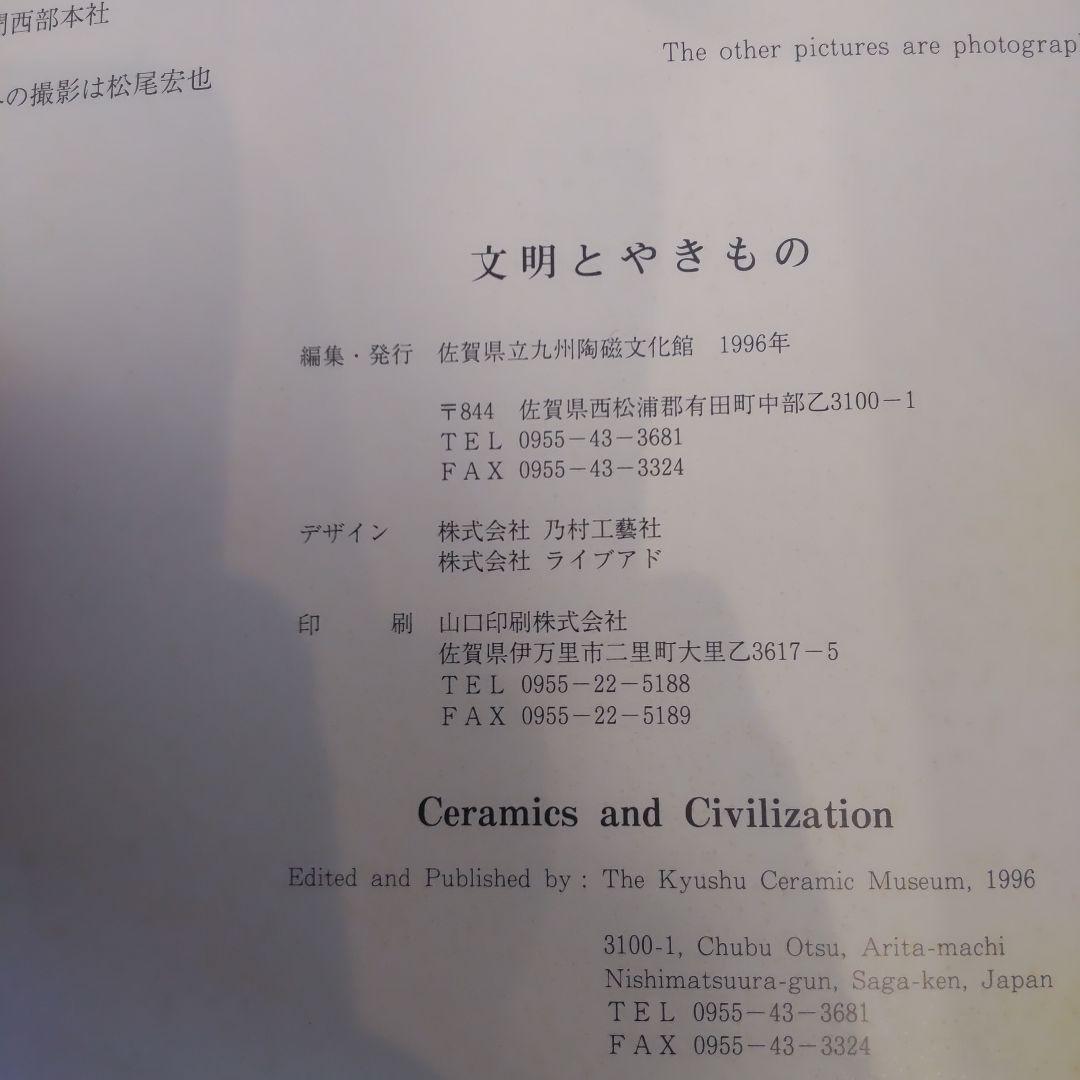 西部本社
の撮影は松尾宏也
The other pictures are
文明とやきもの
編集・発行 佐賀県立九州陶磁文化館 1996年
〒844 佐賀県西松浦郡有田町中部乙3100－1
ＴＥＬ 0955－43－3681
ＦＡＸ 0955－43－3324
デザイン 株式会社 乃村工藝社
株式会社 ライブアド
印 刷 山口印刷株式会社
佐賀県伊万里市二里町大里乙3617－5
ＴＥＬ 0955－22－5188
ＦＡＸ 0955－22－5189
Ceramics and Civilization
Edited and Published by : The Kyushu Ceramic Museum, 1996
3100-1, Chubu Otsu, Arita-machi
Nishimatsuura-gun, Saga-ken, Japan
ＴＥＬ 0955－43－3681
ＦＡＸ 0955－43－3324